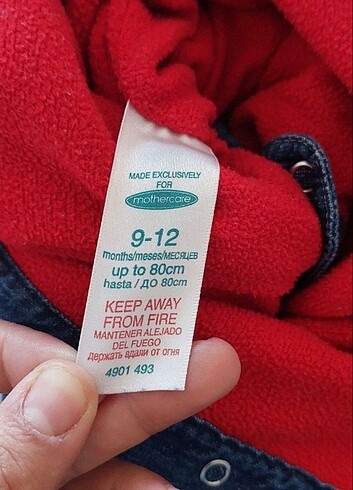 MADE EXCLUSIVELY
FOR
mothercare
9-12
months/meses/МЕСЯЦЕВ
up to 80cm
hasta / ДО 80cm
KEEP AWAY
FROM FIRE
MANTENER ALEJADO
DEL FUEGO
Держать вдали от огня
4901 493